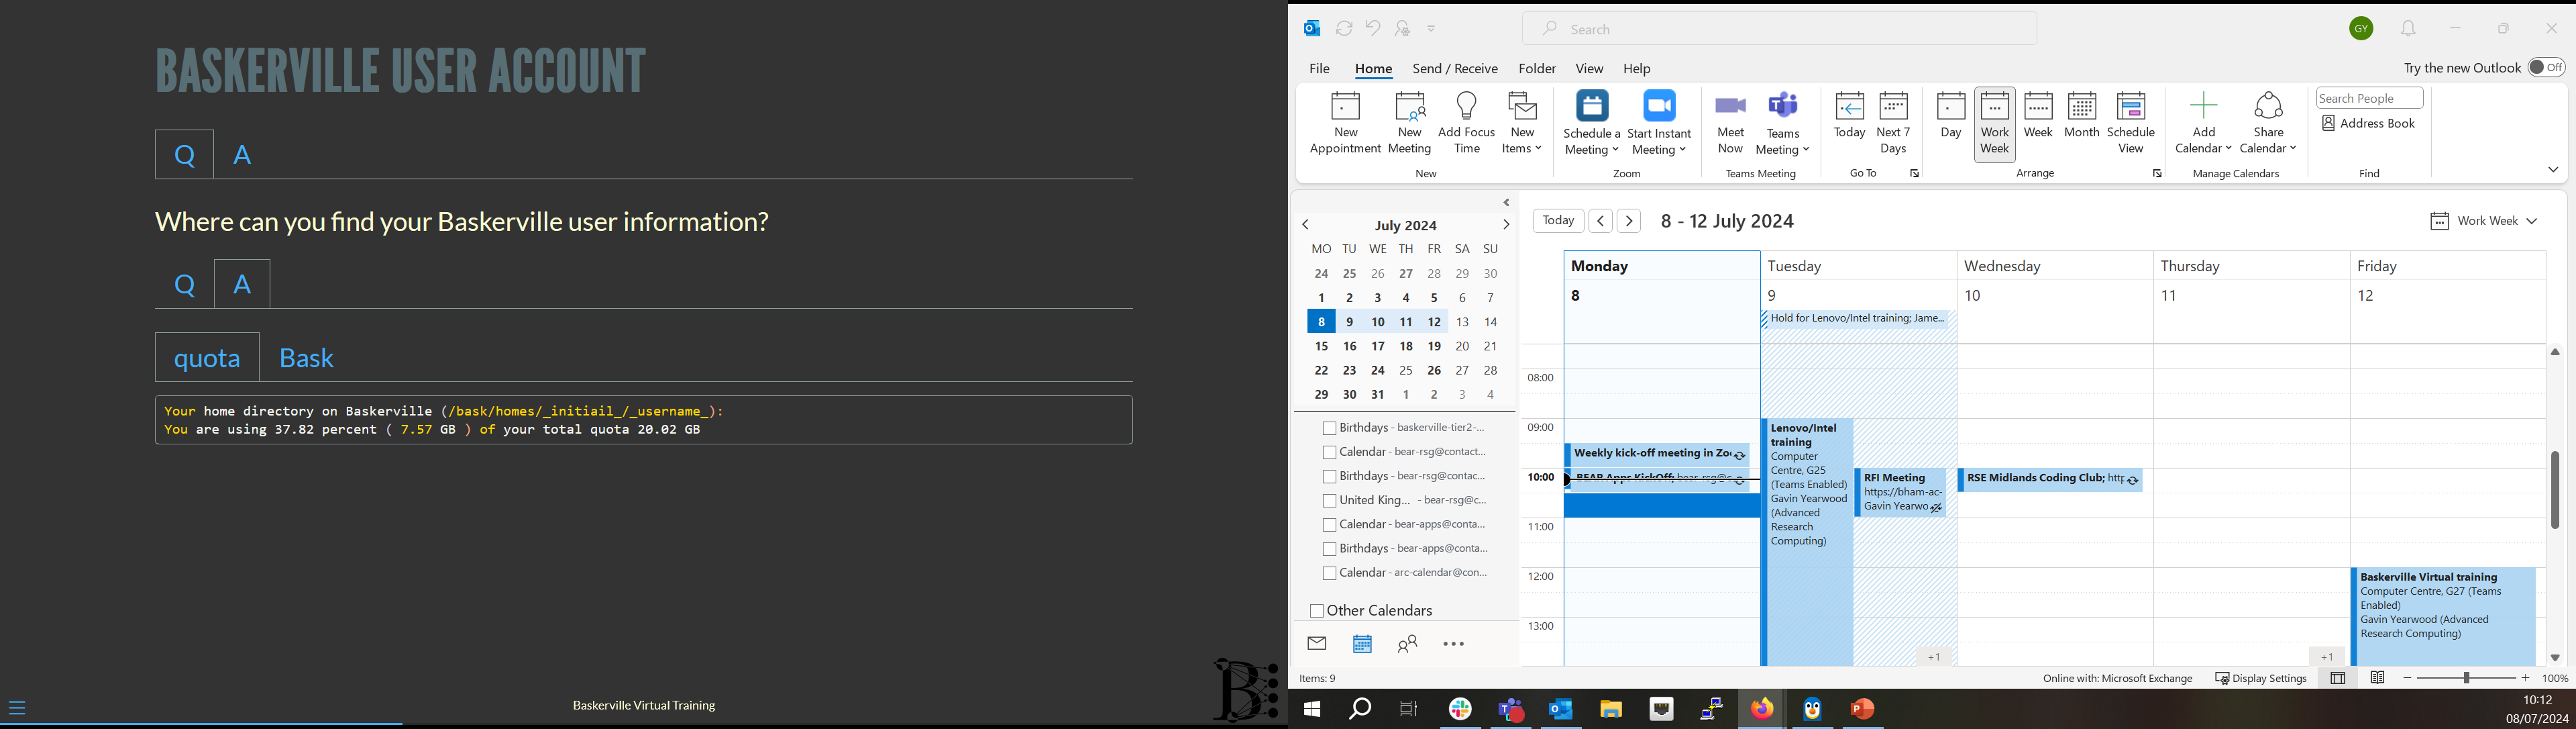 BASKERVILLE USER ACCOUNT
Q A
Where can you find your Baskerville user information?
Q A
quota Bask
Your home directory on Baskerville (/bask/homes/_initiail_/_username_):
You are using 37.82 percent ( 7.57 GB ) of your total quota 20.02 GB
Baskerville Virtual Training
Search
GY
File Home Send / Receive Folder View Help
Try the new Outlook Off
New Appointment
New Meeting
Add Focus Time
New Items
New
Schedule a Meeting
Start Instant Meeting
Zoom
Meet Now
Teams Meeting
Teams Meeting
Today
Next 7 Days
Go To
Day
Work Week
Week
Month
Schedule View
Arrange
Add Calendar
Share Calendar
Manage Calendars
Search People
Address Book
Find
July 2024
MO TU WE TH FR SA SU
24 25 26 27 28 29 30
1 2 3 4 5 6 7
8 9 10 11 12 13 14
15 16 17 18 19 20 21
22 23 24 25 26 27 28
29 30 31 1 2 3 4
Birthdays - baskerville-tier2-...
Calendar - bear-rsg@contact...
Birthdays - bear-rsg@contac...
United King... - bear-rsg@c...
Calendar - bear-apps@conta...
Birthdays - bear-apps@conta...
Calendar - arc-calendar@con...
Other Calendars
Today
8 - 12 July 2024
Work Week
Monday Tuesday Wednesday Thursday Friday
8 9 10 11 12
Hold for Lenovo/Intel training; Jame...
08:00
09:00
10:00
11:00
12:00
13:00
Weekly kick-off meeting in Zo
BEAR Apps KickOff; bear-rsg@c
Lenovo/Intel
training
Computer
Centre, G25
(Teams Enabled)
Gavin Yearwood
(Advanced
Research
Computing)
RFI Meeting
https://bham-ac-
Gavin Yearwo
RSE Midlands Coding Club; http
Baskerville Virtual training
Computer Centre, G27 (Teams
Enabled)
Gavin Yearwood (Advanced
Research Computing)
+1
+1
Items: 9
Online with: Microsoft Exchange
Display Settings
100%
10:12
08/07/2024